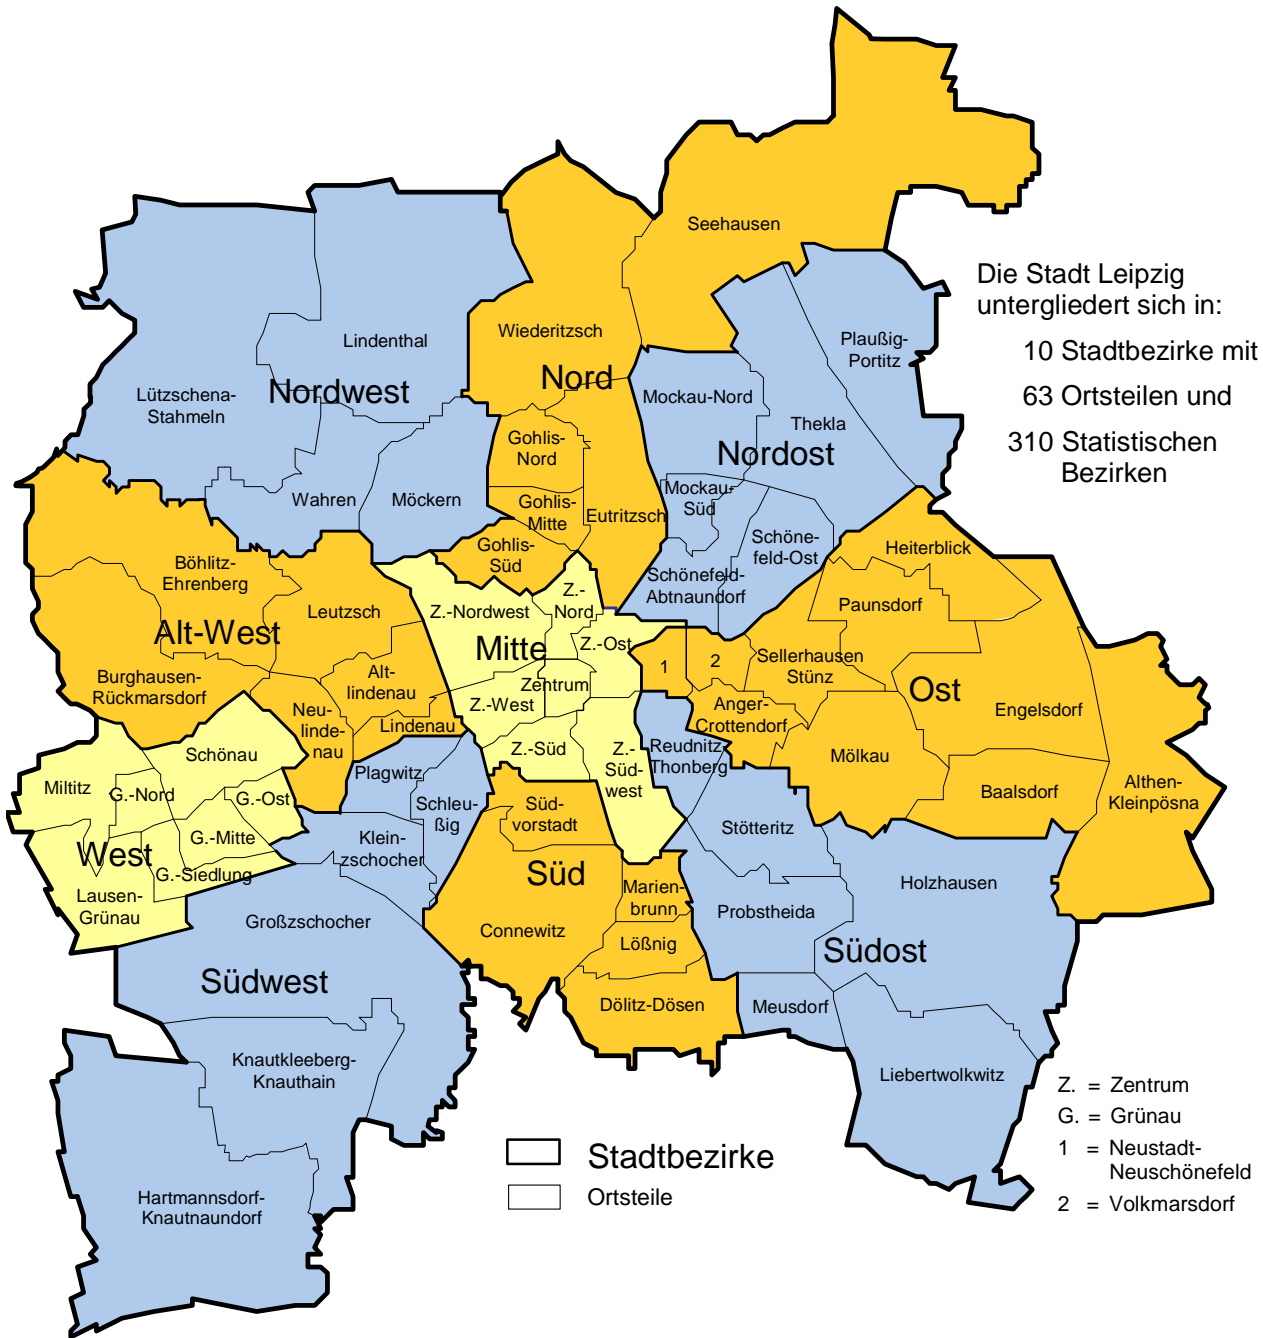 Seehausen
Die Stadt Leipzig
untergliedert sich in:
10 Stadtbezirke mit
63 Ortsteilen und
310 Statistischen
Bezirken
Wiederitzsch
Nord
Lindenthal
Nordwest
Lützschena-
Stahmeln
Wahren
Möckern
Gohlis-
Nord
Gohlis-
Mitte
Gohlis-
Süd
Eutritzsch
Plaußig-
Portitz
Mockau-Nord
Thekla
Nordost
Mockau-
Süd
Schöne-
feld-Ost
Schönefeld-
Abtnaundorf
Böhlitz-
Ehrenberg
Leutzsch
Alt-West
Burghausen-
Rückmarsdorf
Alt-
lindenau
Neu-
linde-
nau
Lindenau
Z.-Nordwest
Z.-
Nord
Mitte
Z.-Ost
Zentrum
Z.-West
Z.-Süd
Z.-
Süd-
west
Heiterblick
Paunsdorf
1
2
Sellerhausen
Stünz
Ost
Anger-
Crottendorf
Engelsdorf
Mölkau
Baalsdorf
Althen-
Kleinpösna
Schönau
Miltitz
G.-Nord
G.-Ost
G.-Mitte
West
G.-Siedlung
Lausen-
Grünau
Plagwitz
Schleu-
ßig
Klein-
zschocher
Großzschocher
Südwest
Knautkleeberg-
Knauthain
Hartmannsdorf-
Knautnaundorf
Süd-
vorstadt
Süd
Marien-
brunn
Connewitz
Lößnig
Dölitz-Dösen
Reudnitz-
Thonberg
Stötteritz
Holzhausen
Probstheida
Südost
Meusdorf
Liebertwolkwitz
Z. = Zentrum
G. = Grünau
1 = Neustadt-
Neuschönefeld
2 = Volkmarsdorf
Stadtbezirke
Ortsteile